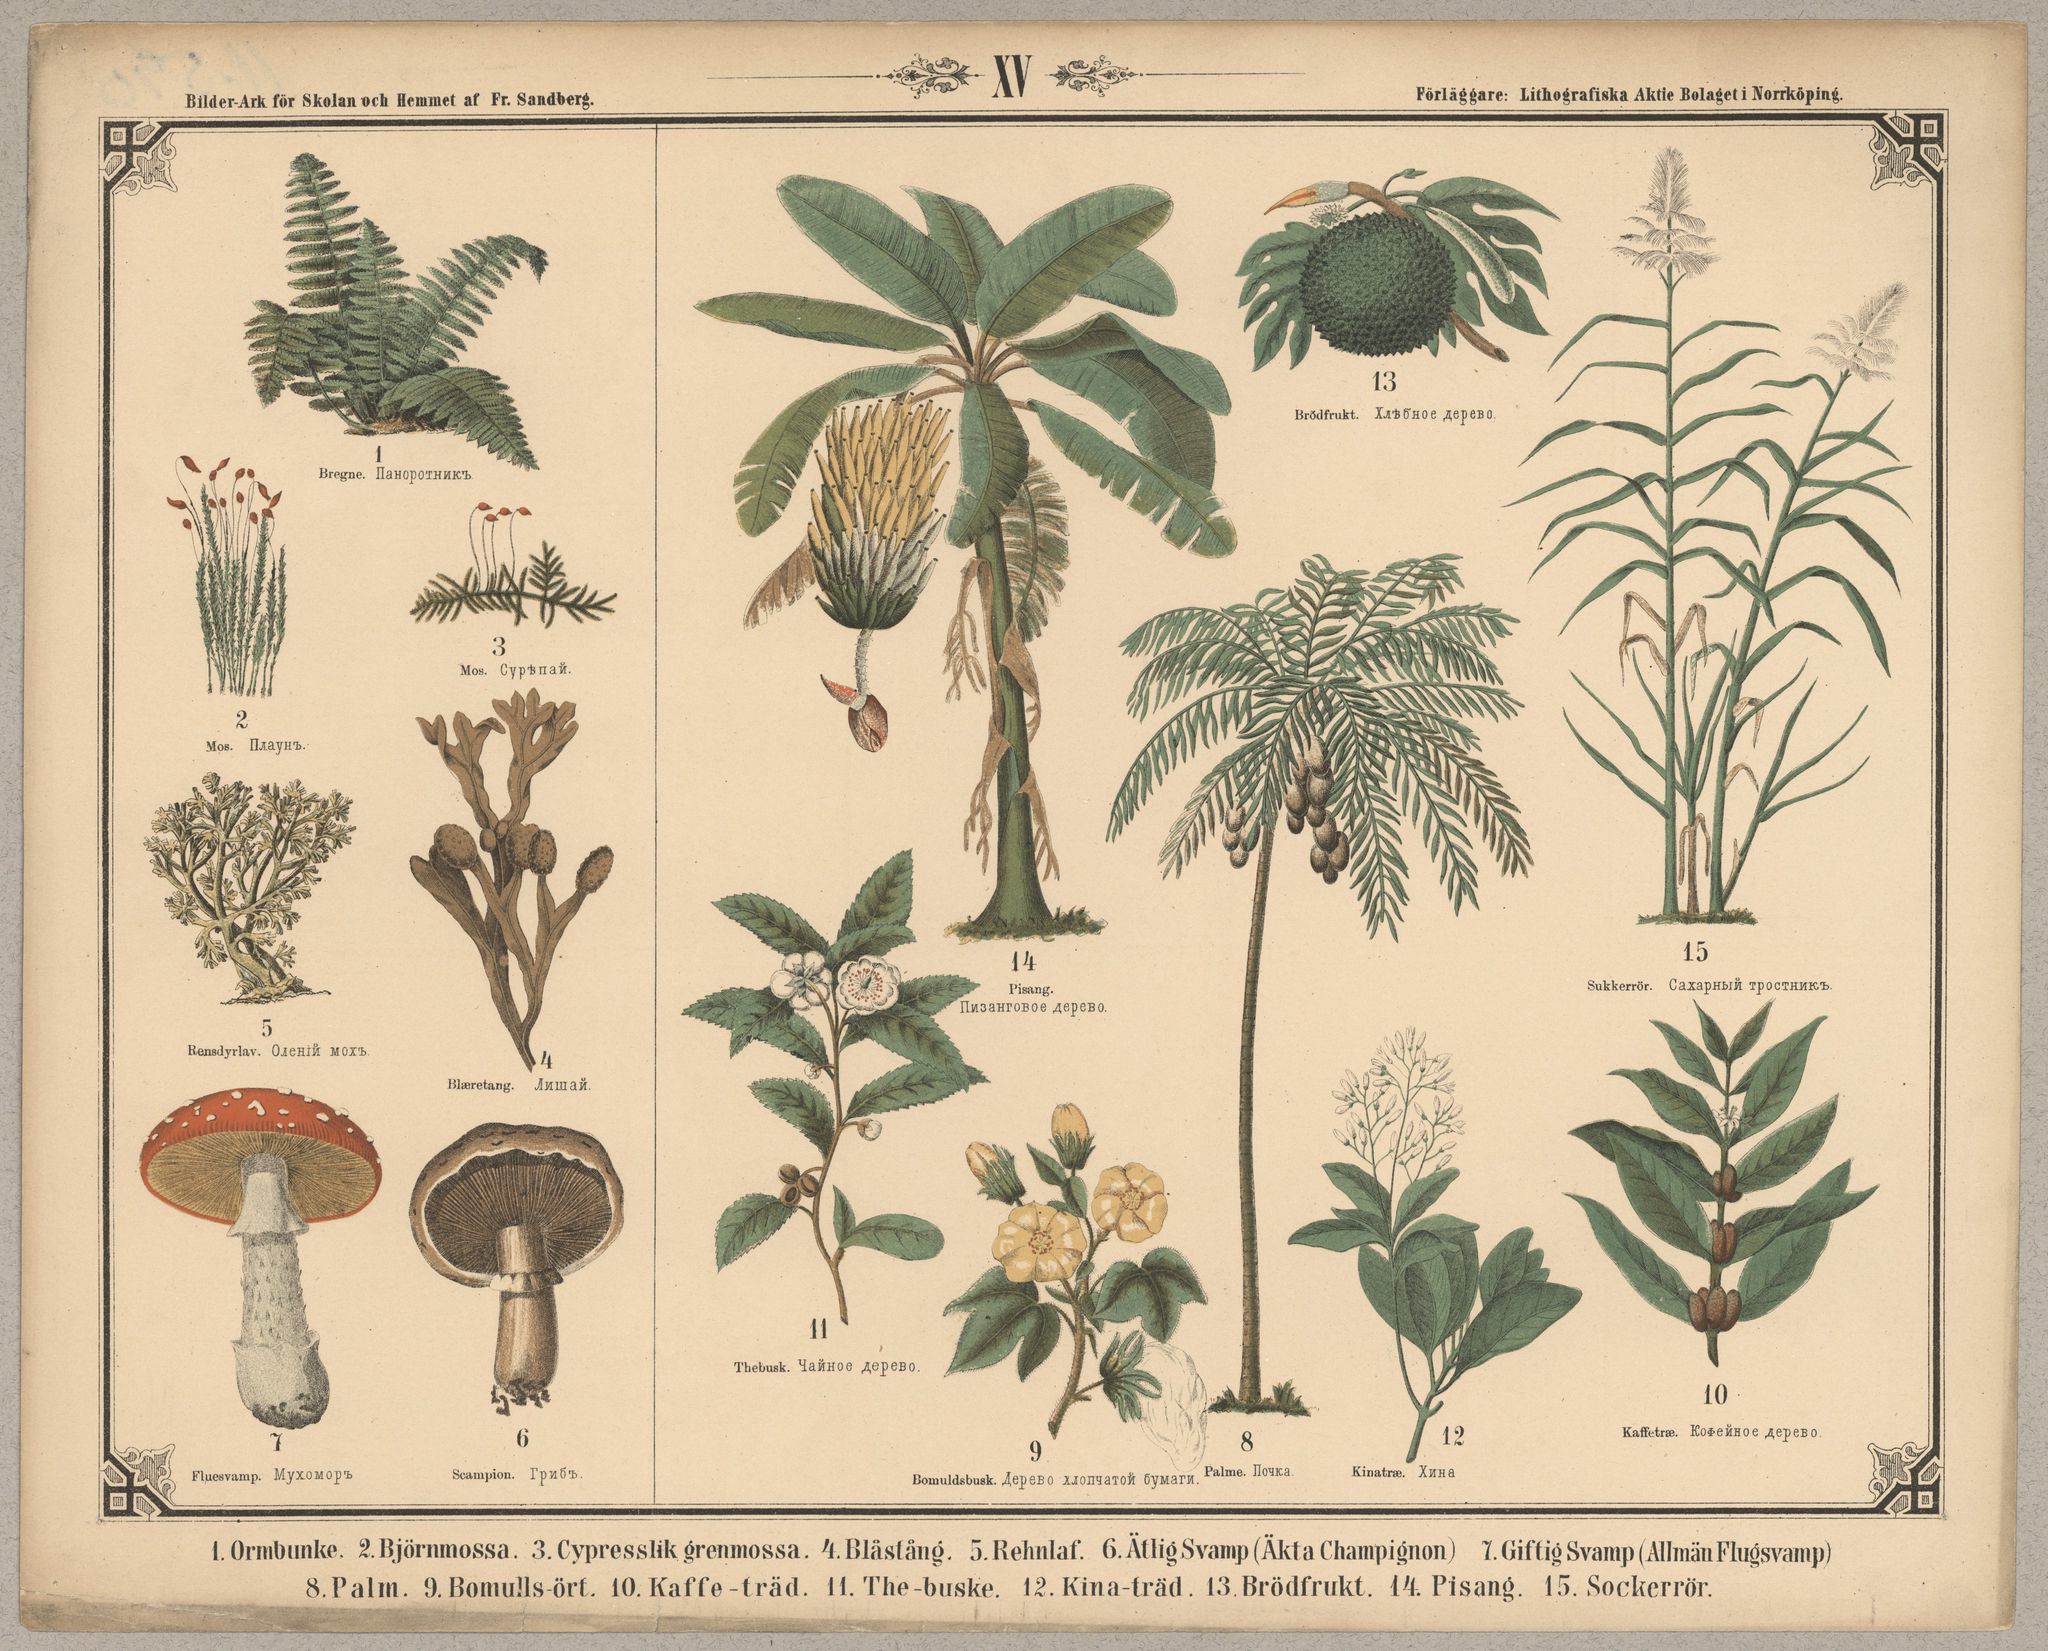 XV
Bilder-Ark för Skolan och Hemmet af Fr. Sandberg.
Förläggare: Lithografiska Aktie Bolaget i Norrköping.
1
Bregne. Паноротникъ.
2
Mos. Плаунъ.
3
Mos. Сурѣпай.
5
Rensdyrlav. Оленій мохъ.
4
Blæretang. Лишай.
7
Fluesvamp. Мухоморъ
6
Scampion. Грибъ.
13
Brödfrukt. Хлѣбное дерево.
14
Pisang.
Пизанговое дерево.
15
Sukkerrör. Сахарный тростникъ.
11
Thebusk. Чайное дерево.
9
Bomuldsbusk. Дерево хлопчатой бумаги.
8
Palme. Почка.
12
Kinatræ. Хина
10
Kaffetræ. Кофейное дерево.
1. Ormbunke. 2. Björnmossa. 3. Cypresslik grenmossa. 4. Blåstång. 5. Rehnlaf. 6. Ätlig Svamp (Äkta Champignon) 7. Giftig Svamp (Allmän Flugsvamp)
8. Palm. 9. Bomulls-ört. 10. Kaffe-träd. 11. The-buske. 12. Kina-träd. 13. Brödfrukt. 14. Pisang. 15. Sockerrör.